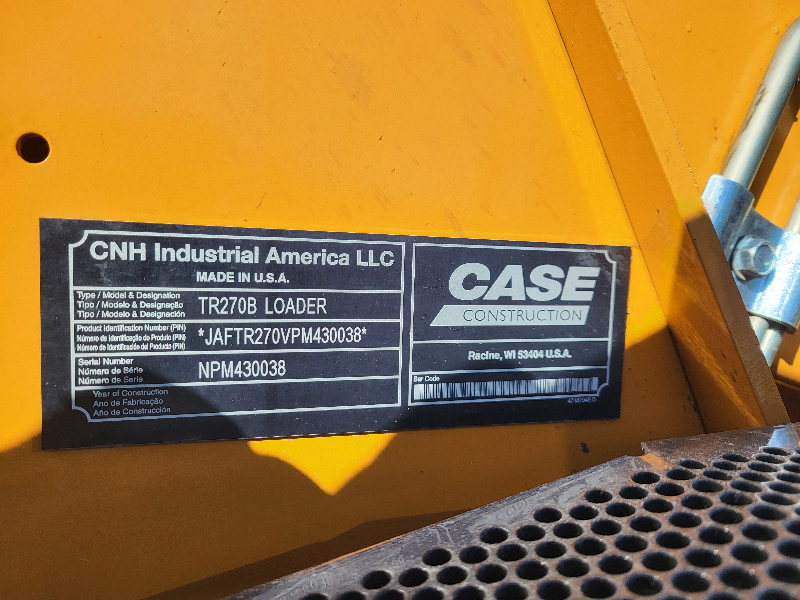 CNH Industrial America LLC
MADE IN U.S.A.
Type / Model & Designation
Tipo / Modelo & Designação
Tipo / Modelo & Designación
TR270B LOADER
Product Identification Number (PIN)
Número de Identificação do Produto (PIN)
Número de Identificación del Producto (PIN)
*JAFTR270VPM430038*
Serial Number
Número de Série
Número de Serie
NPM430038
Year of Construction
Ano de Fabricação
Año de Construcción
CASE
CONSTRUCTION
Racine, WI 53404 U.S.A.
Bar Code